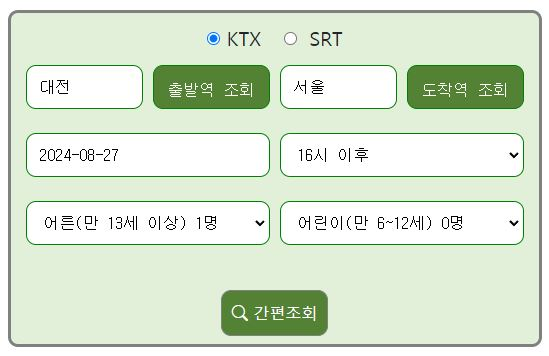 KTX SRT
대전 출발역 조회 서울 도착역 조회
2024-08-27 16시 이후
어른(만 13세 이상) 1명 어린이(만 6~12세) 0명
간편조회